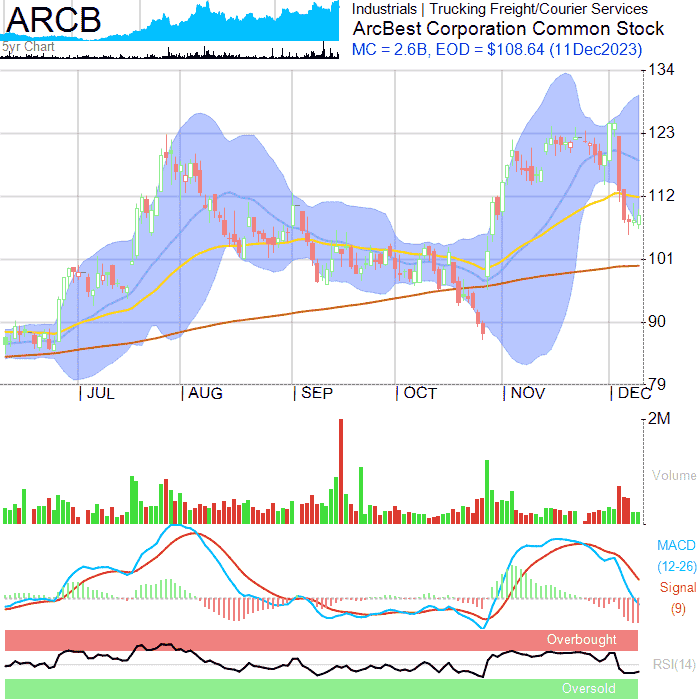 ARCB
5yr Chart
Industrials | Trucking Freight/Courier Services
ArcBest Corporation Common Stock
MC = 2.6B, EOD = $108.64 (11Dec2023)
134
123
112
101
90
79
| JUL | AUG | SEP | OCT | NOV | DEC
2M
Volume
MACD
(12-26)
Signal
(9)
Overbought
RSI(14)
Oversold